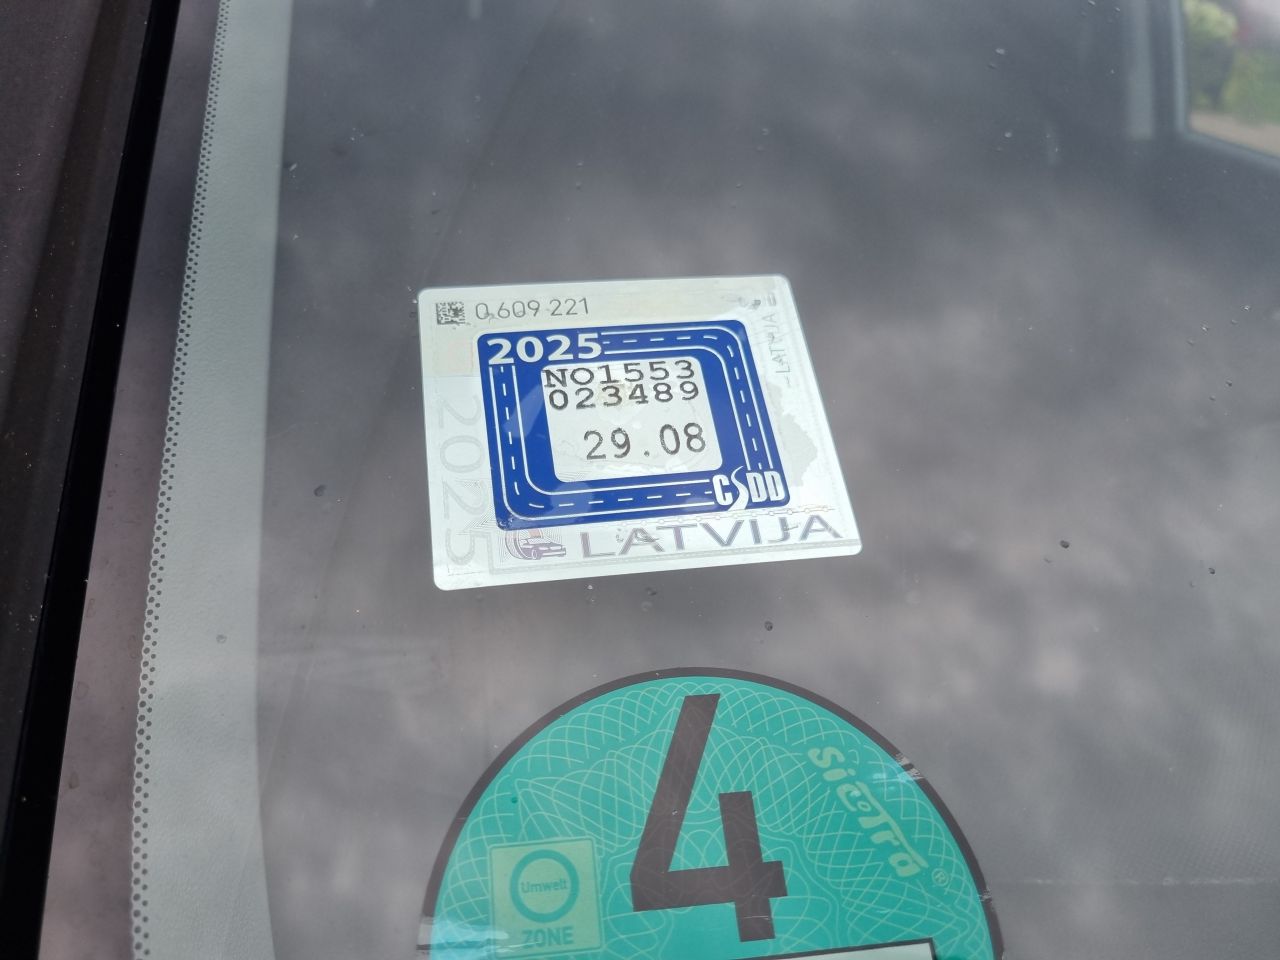 0.609 221
2025
NO1553
023489
29.08
CSDD
LATVIJA
2025
LATVIJA
4
SicoTra®
Umwelt
ZONE